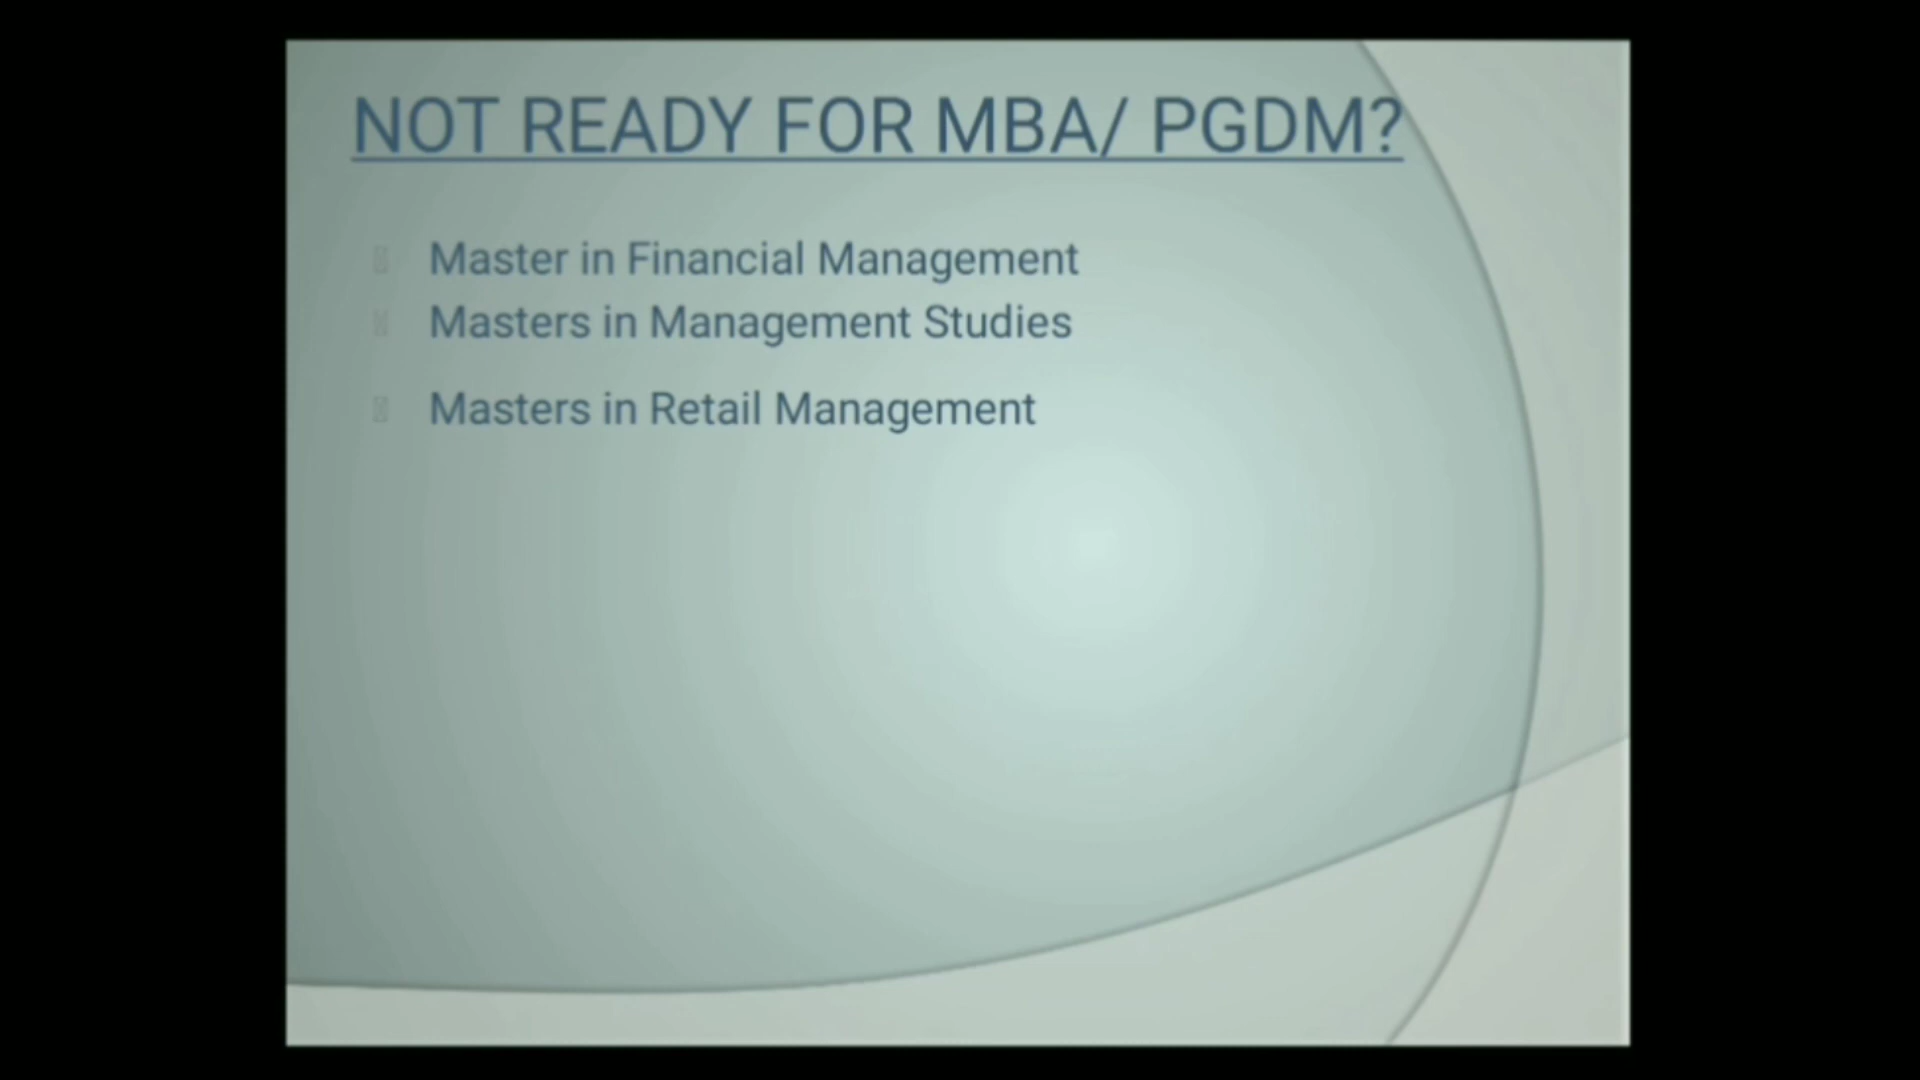 NOT READY FOR MBA/ PGDM?
Master in Financial Management
Masters in Management Studies
Masters in Retail Management